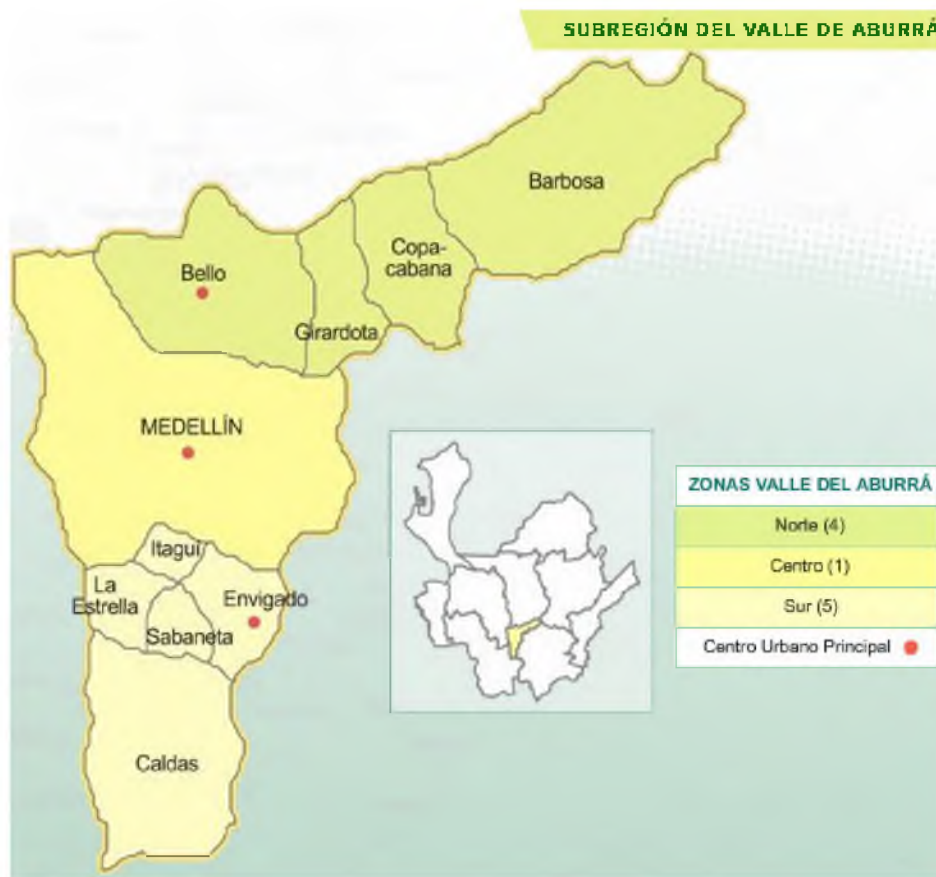 SUBREGIÓN DEL VALLE DE ABURRÁ
Barbosa
Copa-
cabana
Bello
Girardota
MEDELLÍN
Itaguí
La
Estrella
Envigado
Sabaneta
Caldas
ZONAS VALLE DEL ABURRÁ
Norte (4)
Centro (1)
Sur (5)
Centro Urbano Principal